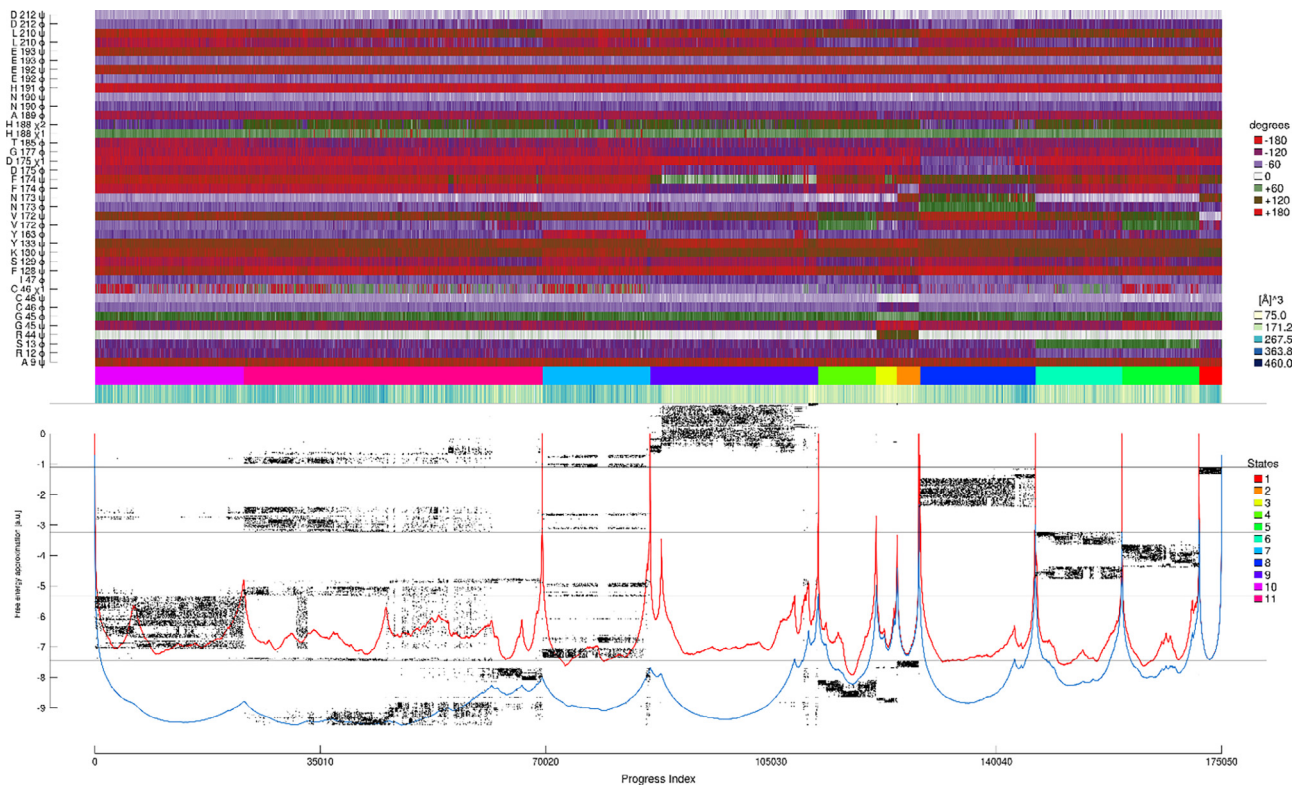 D 212 ψ
D 212 φ
L 210 ψ
L 210 φ
E 193 ψ
E 193 φ
E 192 ψ
E 192 φ
H 191 φ
N 190 ψ
N 190 φ
A 189 φ
H 188 χ2
H 188 χ1
T 185 φ
G 177 φ
D 175 χ1
D 175 φ
F 174 ψ
F 174 φ
N 173 ψ
N 173 φ
V 172 ψ
V 172 φ
Y 163 φ
Y 133 ψ
K 130 ψ
K 129 φ
F 128 ψ
I 47 φ
C 46 χ1
C 46 ψ
C 46 φ
G 45 φ
G 45 ψ
R 44 ψ
S 13 φ
R 12 φ
A 9 ψ
degrees
-180
-120
-60
0
+60
+120
+180
[Å]^3
75.0
171.2
267.5
363.8
460.0
Free energy approximation [a.u.]
0
-1
-2
-3
-4
-5
-6
-7
-8
-9
States
1
2
3
4
5
6
7
8
9
10
11
0
35010
70020
105030
140040
175050
Progress Index